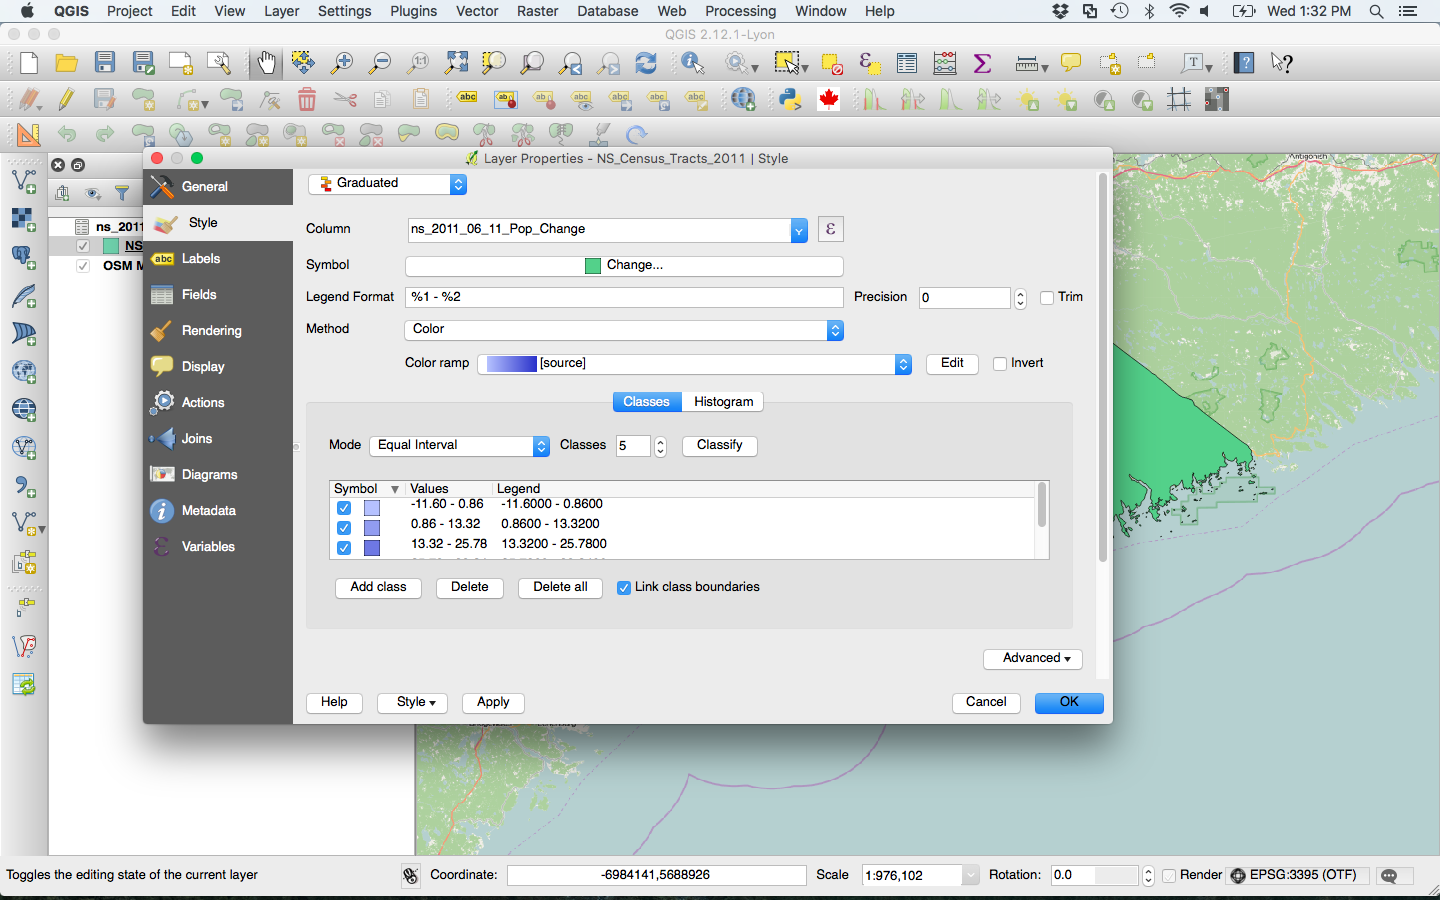 QGIS Project Edit View Layer Settings Plugins Vector Raster Database Web Processing Window Help Wed 1:32 PM
QGIS 2.12.1-Lyon
Layer Properties - NS_Census_Tracts_2011 | Style
Antigonish
General
Graduated
ns_2011
Style
Column ns_2011_06_11_Pop_Change ε
NS
Labels
Symbol Change...
OSM M
Fields
Legend Format %1 - %2 Precision 0 Trim
Rendering
Method Color
Display
Color ramp [source] Edit Invert
Actions
Classes Histogram
Joins
Mode Equal Interval Classes 5 Classify
Diagrams
Symbol Values Legend
-11.60 - 0.86 -11.6000 - 0.8600
Metadata
0.86 - 13.32 0.8600 - 13.3200
Variables
13.32 - 25.78 13.3200 - 25.7800
Add class Delete Delete all Link class boundaries
Advanced
Help Style Apply Cancel OK
Toggles the editing state of the current layer Coordinate: -6984141,5688926 Scale 1:976,102 Rotation: 0.0 Render EPSG:3395 (OTF)